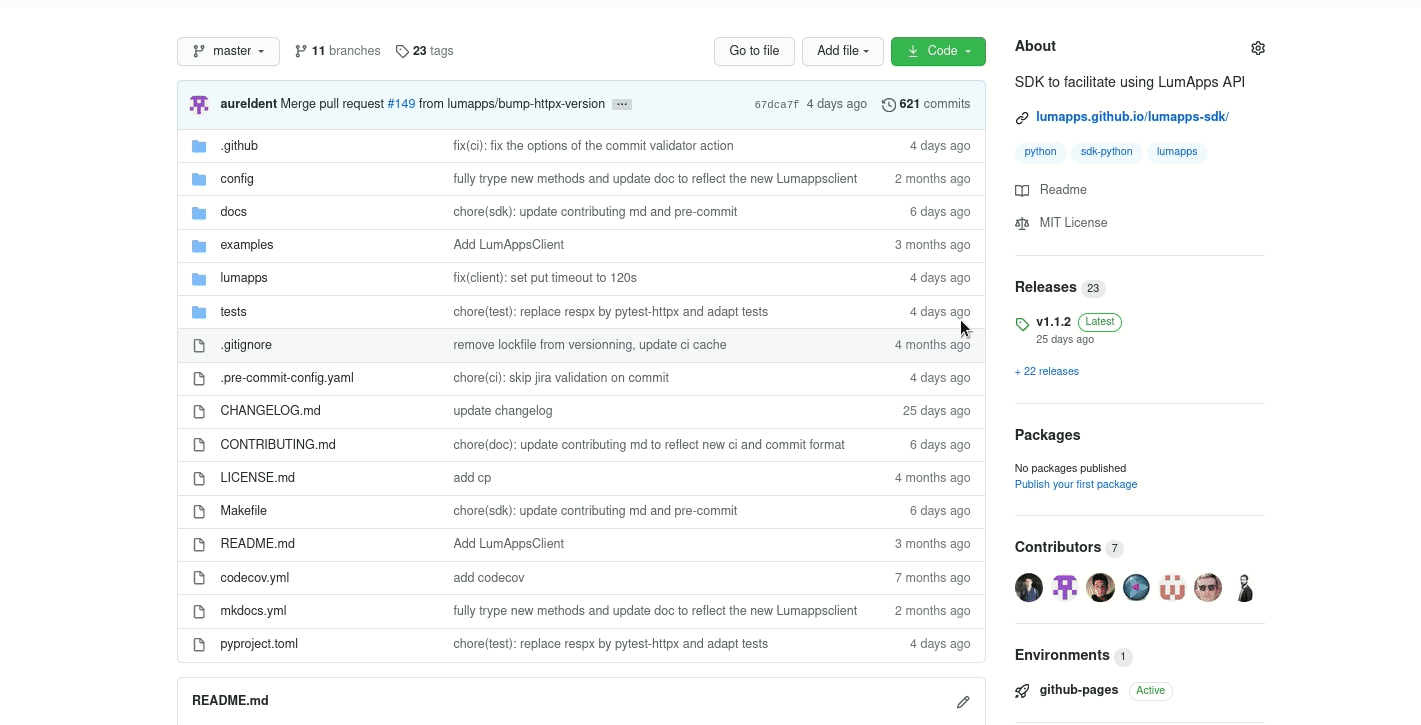 master 11 branches 23 tags Go to file Add file Code
aureldent Merge pull request #149 from lumapps/bump-httpx-version ... 67dca7f 4 days ago 621 commits
.github fix(ci): fix the options of the commit validator action 4 days ago
config fully trype new methods and update doc to reflect the new Lumappsclient 2 months ago
docs chore(sdk): update contributing md and pre-commit 6 days ago
examples Add LumAppsClient 3 months ago
lumapps fix(client): set put timeout to 120s 4 days ago
tests chore(test): replace respx by pytest-httpx and adapt tests 4 days ago
.gitignore remove lockfile from versionning, update ci cache 4 months ago
.pre-commit-config.yaml chore(ci): skip jira validation on commit 4 days ago
CHANGELOG.md update changelog 25 days ago
CONTRIBUTING.md chore(doc): update contributing md to reflect new ci and commit format 6 days ago
LICENSE.md add cp 4 months ago
Makefile chore(sdk): update contributing md and pre-commit 6 days ago
README.md Add LumAppsClient 3 months ago
codecov.yml add codecov 7 months ago
mkdocs.yml fully trype new methods and update doc to reflect the new Lumappsclient 2 months ago
pyproject.toml chore(test): replace respx by pytest-httpx and adapt tests 4 days ago
README.md
About
SDK to facilitate using LumApps API
lumapps.github.io/lumapps-sdk/
python sdk-python lumapps
Readme
MIT License
Releases 23
v1.1.2 Latest
25 days ago
+ 22 releases
Packages
No packages published
Publish your first package
Contributors 7
Environments 1
github-pages Active